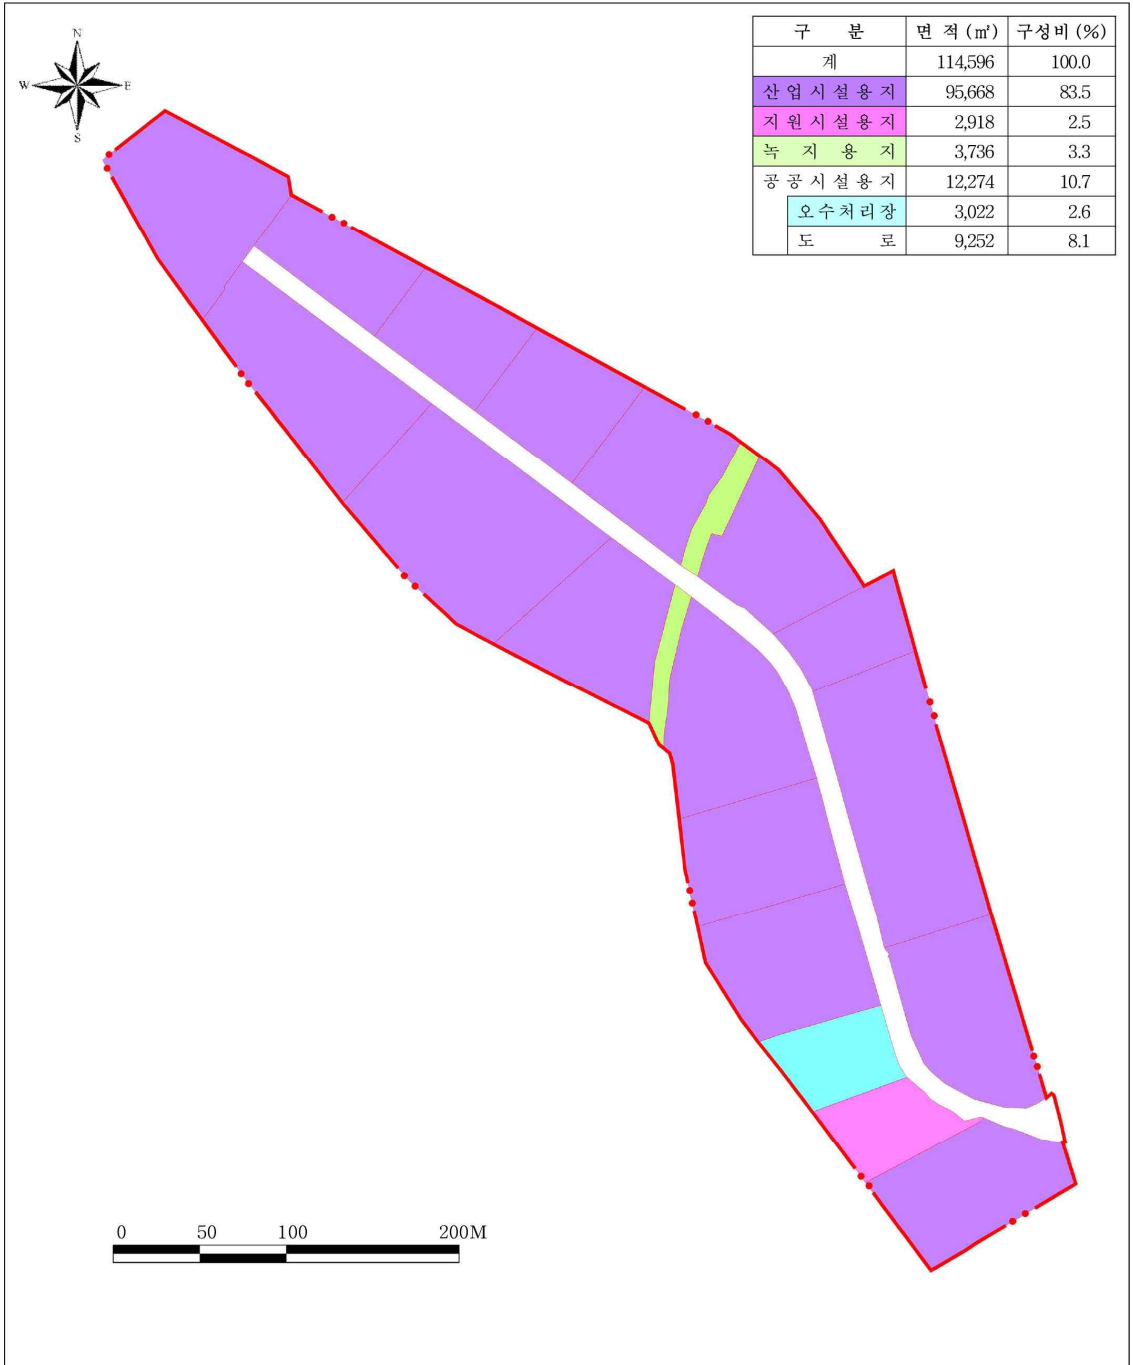 N
W E
S
구 분 면 적 (㎡) 구성비 (%)
계 114,596 100.0
산 업 시 설 용 지 95,668 83.5
지 원 시 설 용 지 2,918 2.5
녹 지 용 지 3,736 3.3
공 공 시 설 용 지 12,274 10.7
오 수 처 리 장 3,022 2.6
도 로 9,252 8.1
0 50 100 200M